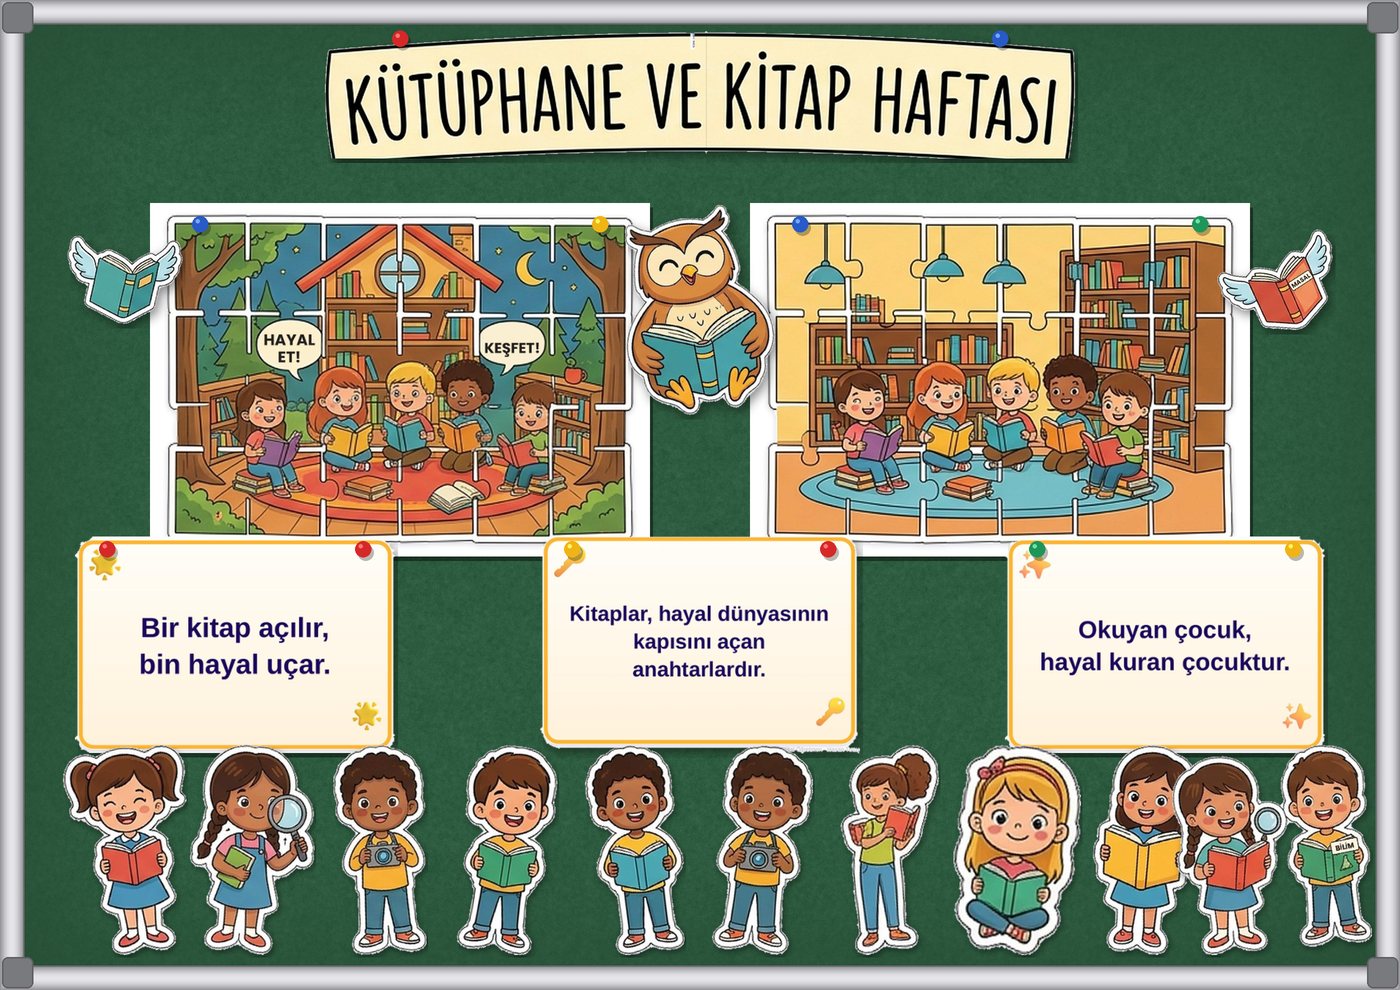 KÜTÜPHANE VE KİTAP HAFTASI
HAYAL
ET!
KEŞFET!
MASAL
Bir kitap açılır,
bin hayal uçar.
Kitaplar, hayal dünyasının
kapısını açan
anahtarlardır.
Okuyan çocuk,
hayal kuran çocuktur.
BİLİM